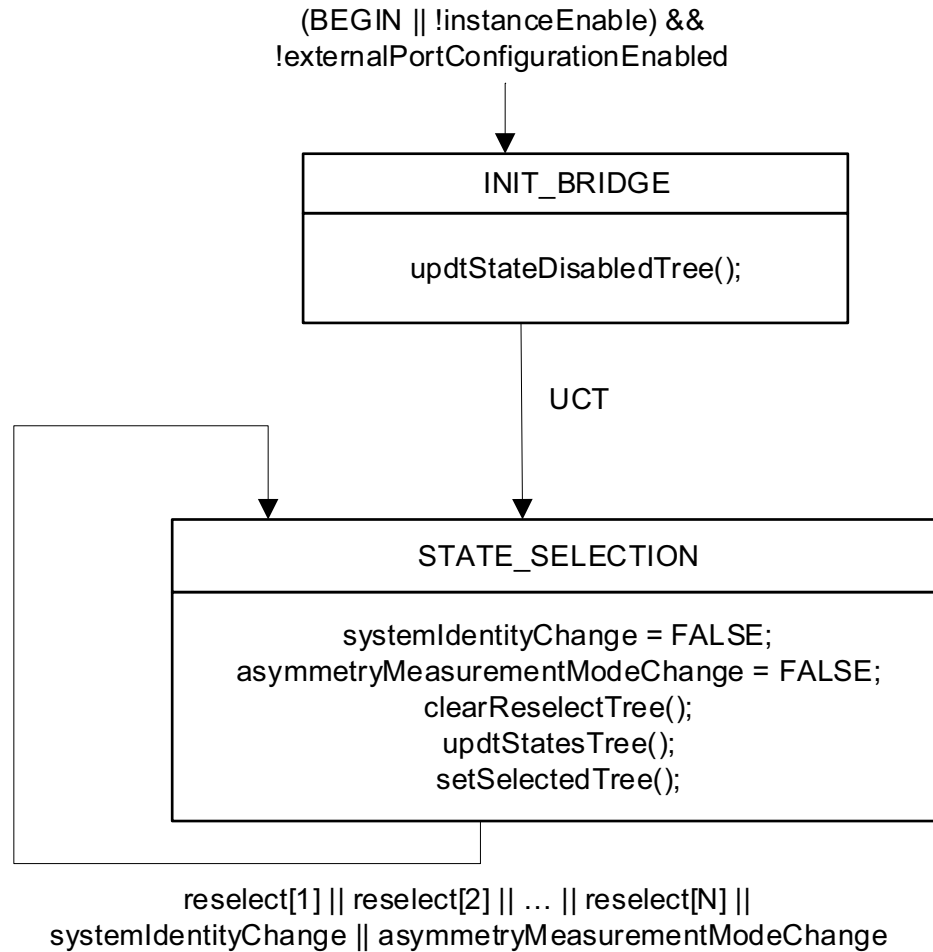 (BEGIN || !instanceEnable) &&
!externalPortConfigurationEnabled
INIT_BRIDGE
updtStateDisabledTree();
UCT
STATE_SELECTION
systemIdentityChange = FALSE;
asymmetryMeasurementModeChange = FALSE;
clearReselectTree();
updtStatesTree();
setSelectedTree();
reselect[1] || reselect[2] || … || reselect[N] ||
systemIdentityChange || asymmetryMeasurementModeChange